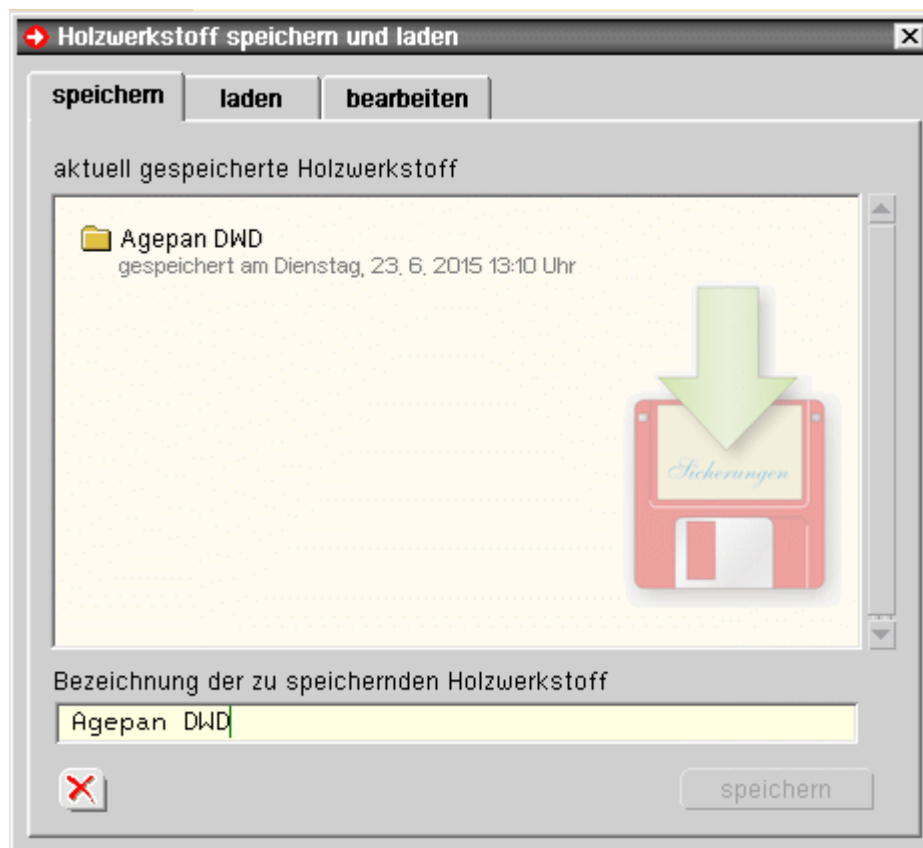 Holzwerkstoff speichern und laden
speichern laden bearbeiten
aktuell gespeicherte Holzwerkstoff
Agepan DWD
gespeichert am Dienstag, 23. 6. 2015 13:10 Uhr
Sicherungen
Bezeichnung der zu speichernden Holzwerkstoff
Agepan DWD
speichern